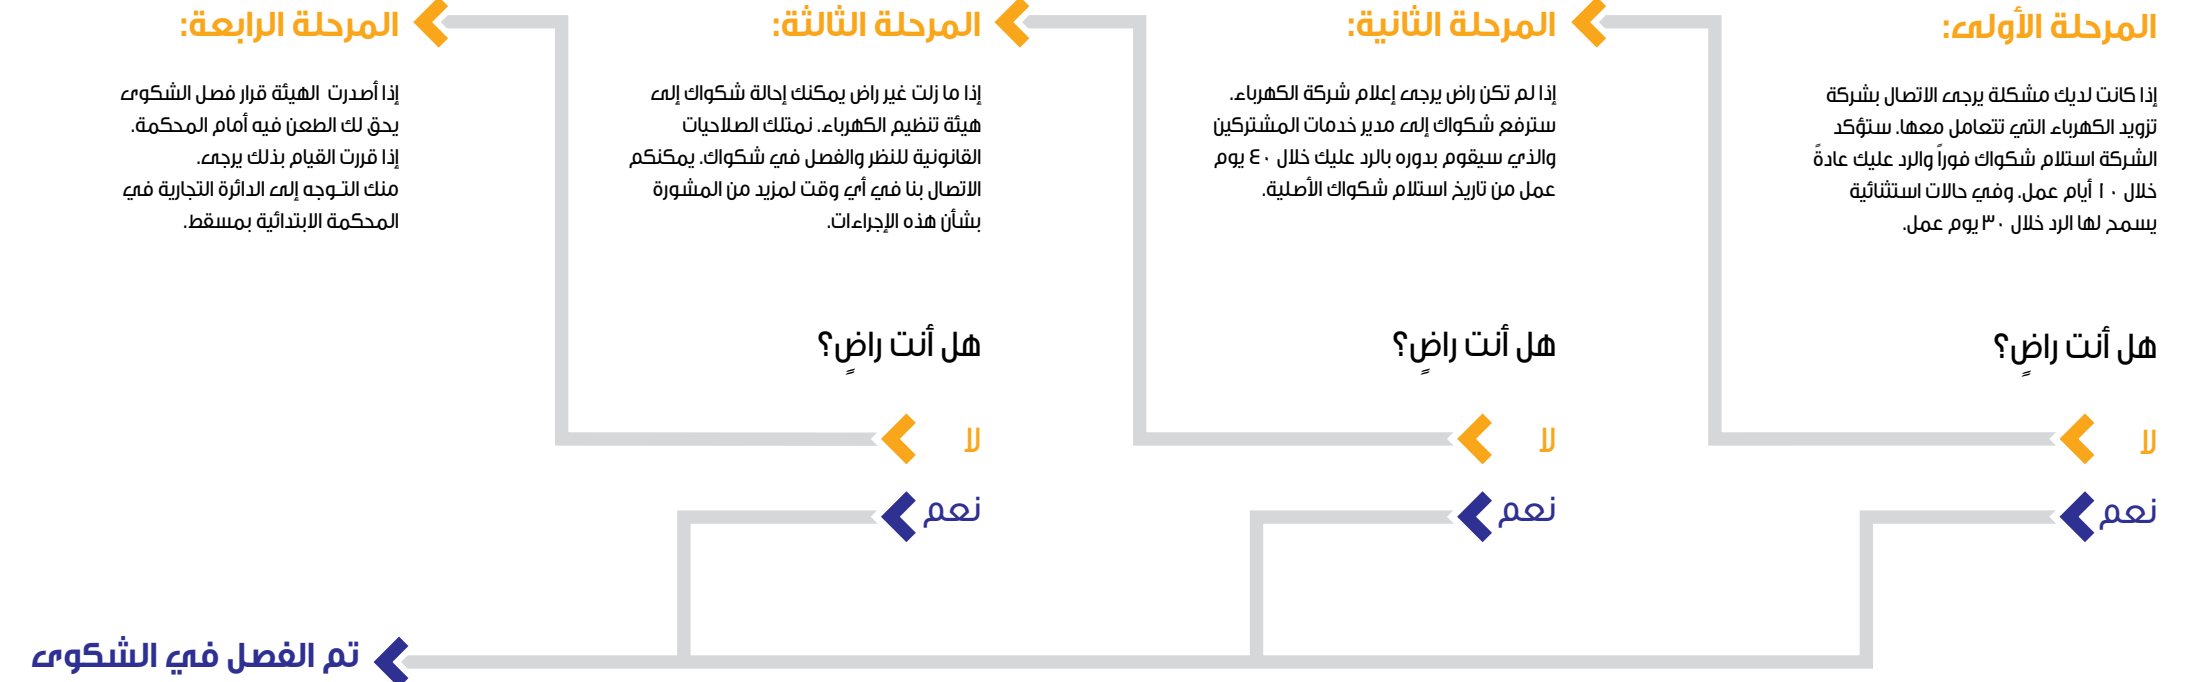 المرحلة الأولى:
إذا كانت لديك مشكلة يرجى الاتصال بشركة
تزويد الكهرباء التي تتعامل معها. ستؤكد
الشركة استلام شكواك فوراً والرد عليك عادةً
خلال ١٠ أيام عمل. وفي حالات استثنائية
يسمح لها الرد خلال ٣٠ يوم عمل.
هل أنت راضٍ؟
لا
نعم
المرحلة الثانية:
إذا لم تكن راض يرجى إعلام شركة الكهرباء.
سترفع شكواك إلى مدير خدمات المشتركين
والذي سيقوم بدوره بالرد عليك خلال ٤٠ يوم
عمل من تاريخ استلام شكواك الأصلية.
هل أنت راضٍ؟
لا
نعم
المرحلة الثالثة:
إذا ما زلت غير راض يمكنك إحالة شكواك إلى
هيئة تنظيم الكهرباء. نمتلك الصلاحيات
القانونية للنظر والفصل في شكواك. يمكنكم
الاتصال بنا في أي وقت لمزيد من المشورة
بشأن هذه الإجراءات.
هل أنت راضٍ؟
لا
نعم
المرحلة الرابعة:
إذا أصدرت الهيئة قرار فصل الشكوى
يحق لك الطعن فيه أمام المحكمة.
إذا قررت القيام بذلك يرجى.
منك التوجه إلى الدائرة التجارية في
المحكمة الابتدائية بمسقط.
تم الفصل في الشكوى